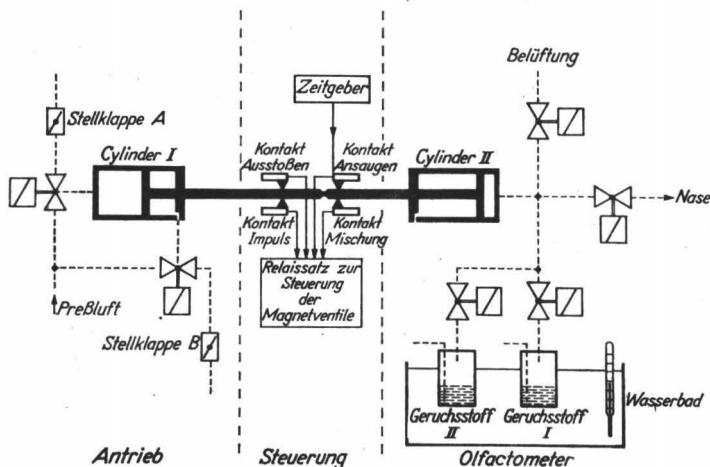 Stellklappe A
Cylinder I
Preßluft
Stellklappe B
Antrieb
Zeitgeber
Kontakt
Ausstoßen
Kontakt
Ansaugen
Kontakt
Impuls
Kontakt
Mischung
Relaissatz zur
Steuerung
der
Magnetventile
Steuerung
Belüftung
Cylinder II
Nase
Geruchsstoff
II
Geruchsstoff
I
Wasserbad
Olfactometer